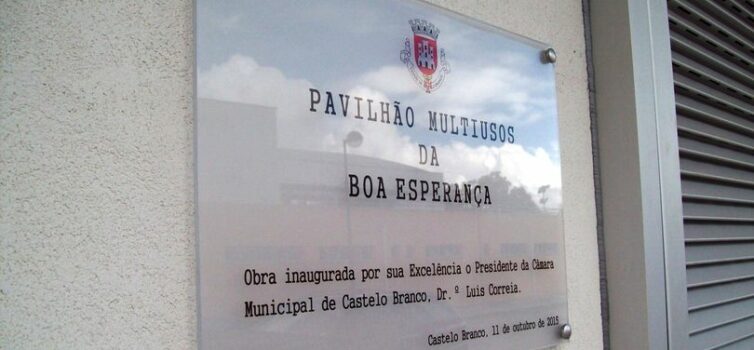 PAVILHÃO MULTIUSOS
DA
BOA ESPERANÇA
Obra inaugurada por sua Excelência o Presidente da Câmara
Municipal de Castelo Branco, Dr.º Luis Correia.
Castelo Branco, 11 de outubro de 2015